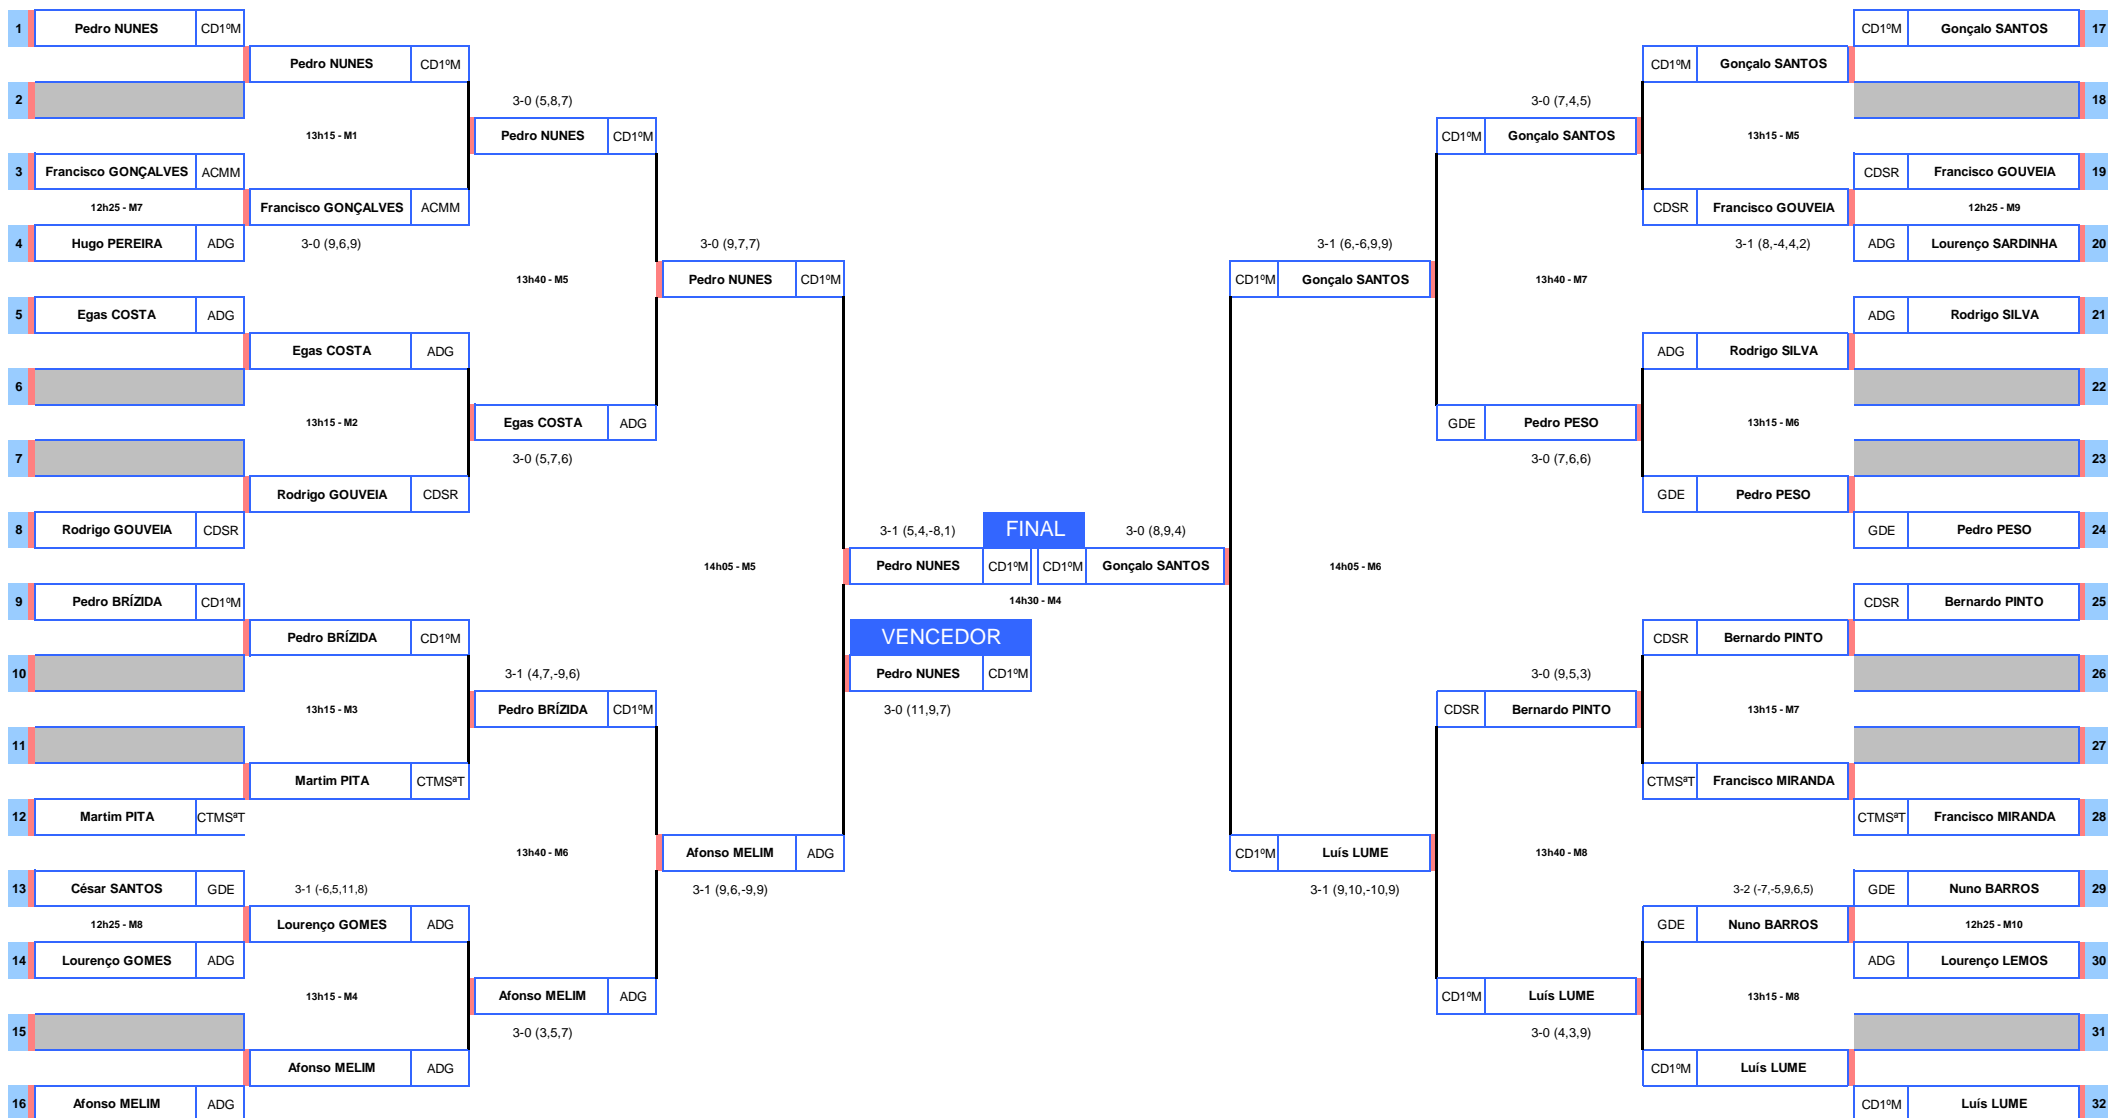 1 Pedro NUNES CD1ºM CD1ºM Gonçalo SANTOS 17
Pedro NUNES CD1ºM CD1ºM Gonçalo SANTOS
2 3-0 (5,8,7) 3-0 (7,4,5) 18
13h15 - M1 Pedro NUNES CD1ºM CD1ºM Gonçalo SANTOS 13h15 - M5
3 Francisco GONÇALVES ACMM CDSR Francisco GOUVEIA 19
12h25 - M7 Francisco GONÇALVES ACMM CDSR Francisco GOUVEIA 12h25 - M9
4 Hugo PEREIRA ADG 3-0 (9,6,9) 3-0 (9,7,7) 3-1 (6,-6,9,9) 3-1 (8,-4,4,2) ADG Lourenço SARDINHA 20
13h40 - M5 Pedro NUNES CD1ºM CD1ºM Gonçalo SANTOS 13h40 - M7
5 Egas COSTA ADG ADG Rodrigo SILVA 21
Egas COSTA ADG ADG Rodrigo SILVA
6 22
13h15 - M2 Egas COSTA ADG GDE Pedro PESO 13h15 - M6
7 3-0 (5,7,6) 3-0 (7,6,6) 23
Rodrigo GOUVEIA CDSR GDE Pedro PESO
8 Rodrigo GOUVEIA CDSR 3-1 (5,4,-8,1) FINAL 3-0 (8,9,4) GDE Pedro PESO 24
14h05 - M5 Pedro NUNES CD1ºM CD1ºM Gonçalo SANTOS 14h05 - M6
9 Pedro BRÍZIDA CD1ºM 14h30 - M4 CDSR Bernardo PINTO 25
Pedro BRÍZIDA CD1ºM VENCEDOR CDSR Bernardo PINTO
10 3-1 (4,7,-9,6) Pedro NUNES CD1ºM 3-0 (9,5,3) 26
13h15 - M3 Pedro BRÍZIDA CD1ºM 3-0 (11,9,7) CDSR Bernardo PINTO 13h15 - M7
11 27
Martim PITA CTMSªT CTMSªT Francisco MIRANDA
12 Martim PITA CTMSªT CTMSªT Francisco MIRANDA 28
13h40 - M6 Afonso MELIM ADG CD1ºM Luís LUME 13h40 - M8
13 César SANTOS GDE 3-1 (-6,5,11,8) 3-1 (9,6,-9,9) 3-1 (9,10,-10,9) 3-2 (-7,-5,9,6,5) GDE Nuno BARROS 29
12h25 - M8 Lourenço GOMES ADG GDE Nuno BARROS 12h25 - M10
14 Lourenço GOMES ADG ADG Lourenço LEMOS 30
13h15 - M4 Afonso MELIM ADG CD1ºM Luís LUME 13h15 - M8
15 3-0 (3,5,7) 3-0 (4,3,9) 31
Afonso MELIM ADG CD1ºM Luís LUME
16 Afonso MELIM ADG CD1ºM Luís LUME 32